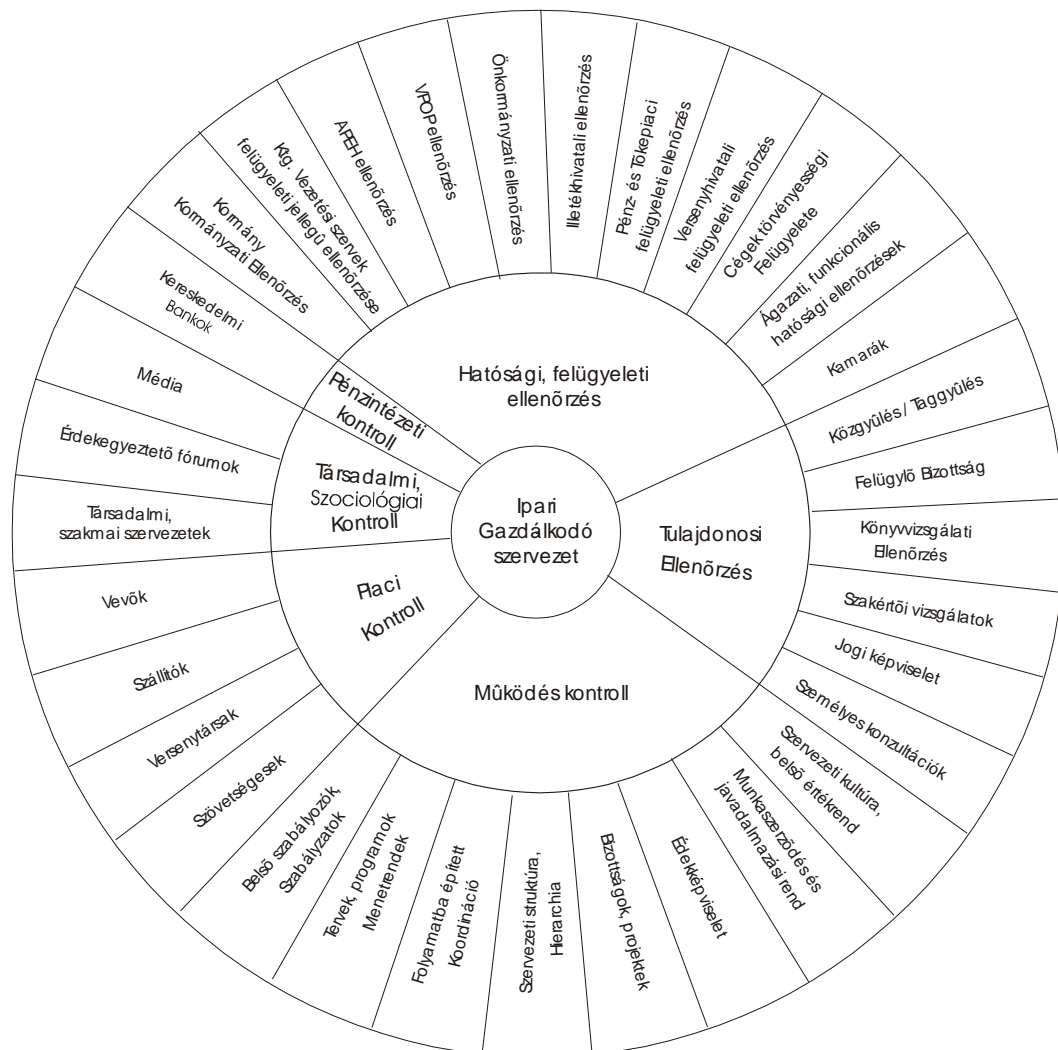 Ipari
Gazdálkodó
szervezet
Hatósági, felügyeleti
ellenõrzés
Tulajdonosi
Ellenõrzés
Mûködés kontroll
Piaci
Kontroll
Társadalmi,
Szociológiai
Kontroll
Pénzintézeti
kontroll
Kormány
Kormányzati Ellenõrzés
Ktg. Vezetési szervek
felügyeleti jellegû ellenõrzése
APEH ellenõrzés
VPOP ellenõrzés
Önkormányzati ellenõrzés
Illetékhivatali ellenõrzés
Pénz- és Tõkepiaci
felügyeleti ellenõrzés
Versenyhivatali
felügyeleti ellenõrzés
Cégek törvényességi
Felügyelete
Ágazati, funkcionális
hatósági ellenõrzések
Kamarák
Közgyûlés / Taggyûlés
Felügylõ Bizottság
Könyvvizsgálati
Ellenõrzés
Szakértõi vizsgálatok
Jogi képviselet
Személyes konzultációk
Szervezeti kultúra,
belsõ értékrend
Munkaszerzõdés és
javadalmazási rend
Édekképviselet
Bizottságok, projektek
Szervezeti struktúra,
Hierarchia
Folyamatba épített
Koordináció
Tervek, programok
Menetrendek
Belsõ szabályozók,
Szabályzatok
Szövetségesek
Versenytársak
Szállítók
Vevõk
Társadalmi,
szakmai szervezetek
Érdekegyeztetõ fórumok
Média
Kereskedelmi
Bankok